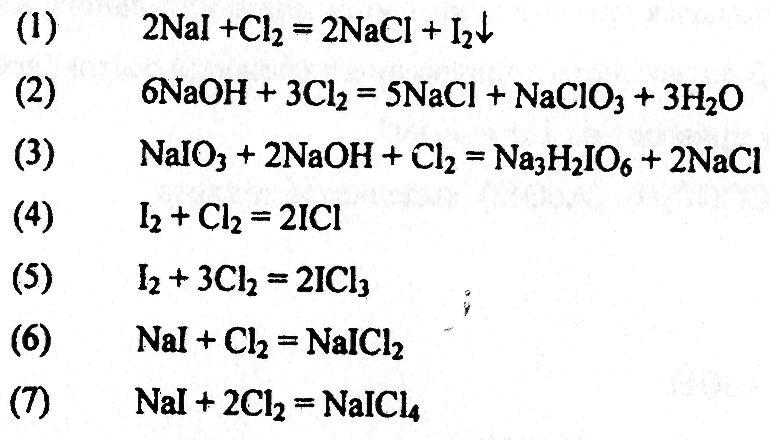 (1) 2NaI +Cl₂ = 2NaCl + I₂↓
(2) 6NaOH + 3Cl₂ = 5NaCl + NaClO₃ + 3H₂O
(3) NaIO₃ + 2NaOH + Cl₂ = Na₃H₂IO₆ + 2NaCl
(4) I₂ + Cl₂ = 2ICl
(5) I₂ + 3Cl₂ = 2ICl₃
(6) NaI + Cl₂ = NaICl₂
(7) NaI + 2Cl₂ = NaICl₄